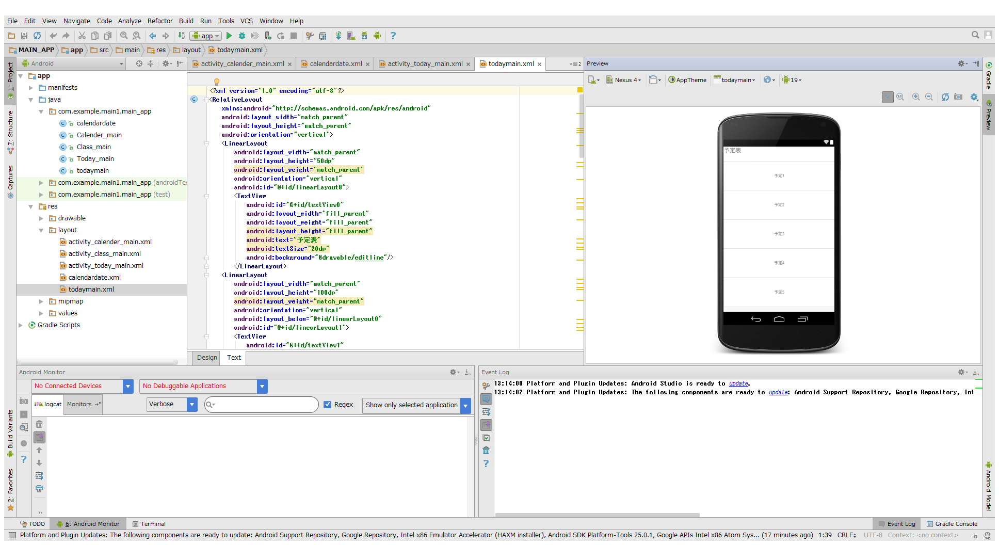 File Edit View Navigate Code Analyze Refactor Build Run Tools VCS Window Help
app
MAIN_APP app src main res layout todaymain.xml
1: Project
7: Structure
Captures
Build Variants
2: Favorites
Android
app
manifests
java
com.example.main1.main_app
calendardate
Calender_main
Class_main
Today_main
todaymain
com.example.main1.main_app (androidTes
com.example.main1.main_app (test)
res
drawable
layout
activity_calender_main.xml
activity_class_main.xml
activity_today_main.xml
calendardate.xml
todaymain.xml
mipmap
values
Gradle Scripts
activity_calender_main.xml calendardate.xml activity_today_main.xml todaymain.xml 2
<?xml version="1.0" encoding="utf-8"?>
<RelativeLayout
xmlns:android="http://schemas.android.com/apk/res/android"
android:layout_width="match_parent"
android:layout_height="match_parent"
android:orientation="vertical">
<LinearLayout
android:layout_width="match_parent"
android:layout_height="50dp"
android:layout_weight="match_parent"
android:orientation="vertical"
android:id="@+id/linearLayout0">
<TextView
android:id="@+id/textView0"
android:layout_width="fill_parent"
android:layout_weight="fill_parent"
android:layout_height="fill_parent"
android:text="予定表"
android:textSize="20dp"
android:background="@drawable/editline"/>
</LinearLayout>
<LinearLayout
android:layout_width="match_parent"
android:layout_height="100dp"
android:layout_weight="match_parent"
android:orientation="vertical"
android:layout_below="@+id/linearLayout0"
android:id="@+id/linearLayout1">
<TextView
android:id="@+id/textView1"
Design Text
Preview
Nexus 4 AppTheme todaymain 19
1:1
予定表
予定1
予定2
予定3
予定4
予定5
Gradle
Preview
Android Model
Android Monitor
No Connected Devices No Debuggable Applications
logcat Monitors Verbose Regex Show only selected application
Event Log
13:14:00 Platform and Plugin Updates: Android Studio is ready to update.
13:14:02 Platform and Plugin Updates: The following components are ready to update: Android Support Repository, Google Repository, Int
TODO 6: Android Monitor Terminal Event Log Gradle Console
Platform and Plugin Updates: The following components are ready to update: Android Support Repository, Google Repository, Intel x86 Emulator Accelerator (HAXM installer), Android SDK Platform-Tools 25.0.1, Google APIs Intel x86 Atom Sys... (17 minutes ago) 1:39 CRLF UTF-8 Context: <no context>